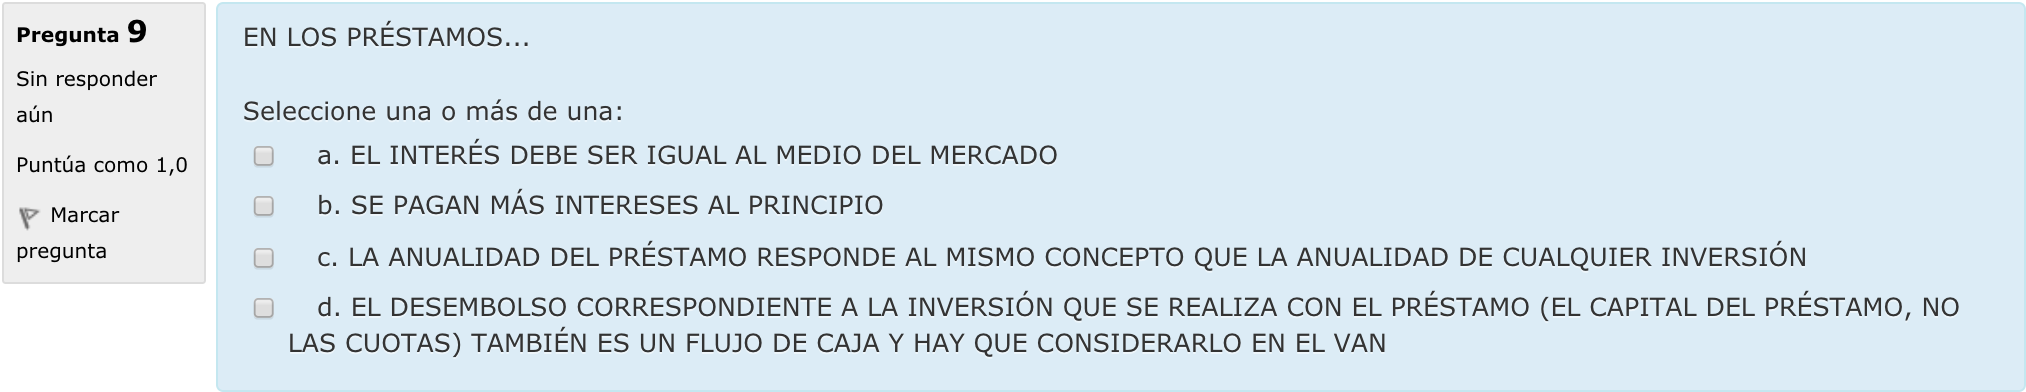 Pregunta 9
Sin responder
aún
Puntúa como 1,0
Marcar
pregunta
EN LOS PRÉSTAMOS...
Seleccione una o más de una:
a. EL INTERÉS DEBE SER IGUAL AL MEDIO DEL MERCADO
b. SE PAGAN MÁS INTERESES AL PRINCIPIO
c. LA ANUALIDAD DEL PRÉSTAMO RESPONDE AL MISMO CONCEPTO QUE LA ANUALIDAD DE CUALQUIER INVERSIÓN
d. EL DESEMBOLSO CORRESPONDIENTE A LA INVERSIÓN QUE SE REALIZA CON EL PRÉSTAMO (EL CAPITAL DEL PRÉSTAMO, NO
LAS CUOTAS) TAMBIÉN ES UN FLUJO DE CAJA Y HAY QUE CONSIDERARLO EN EL VAN